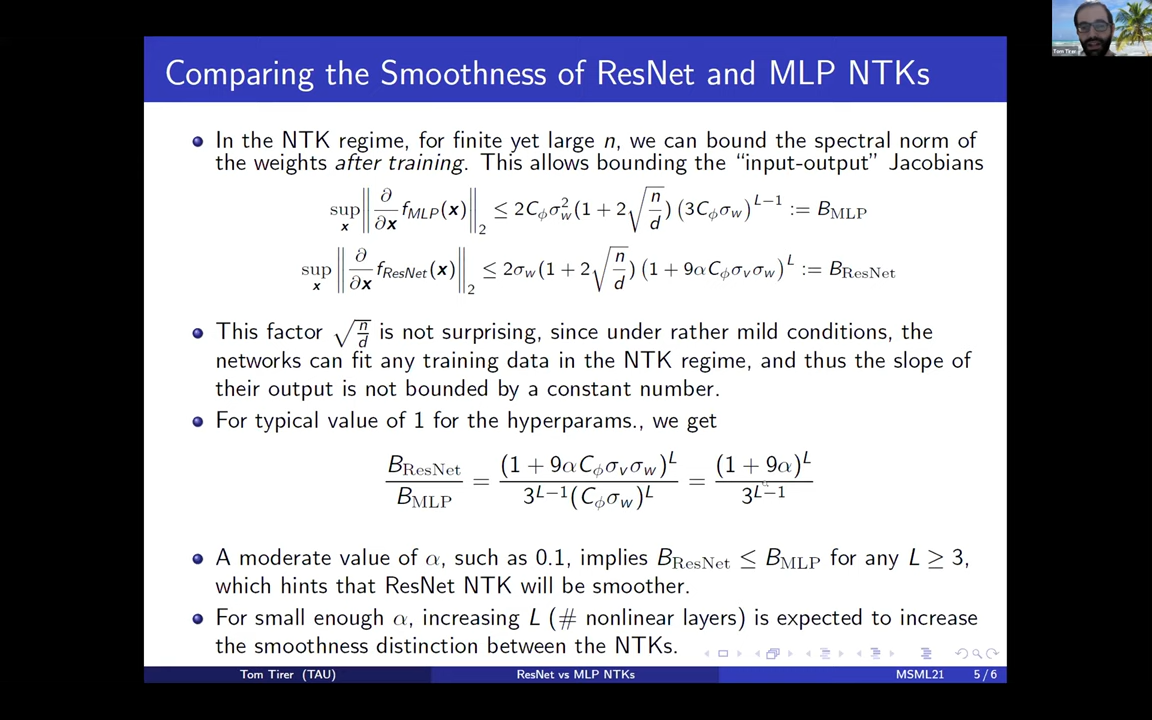 Tom Tirer
Comparing the Smoothness of ResNet and MLP NTKs
In the NTK regime, for finite yet large n, we can bound the spectral norm of
the weights after training. This allows bounding the “input-output” Jacobians
sup_x ‖ ∂/∂x f_MLP(x) ‖_2 ≤ 2C_ϕσ_w^2(1 + 2√(n/d)) (3C_ϕσ_w)^{L−1} := B_MLP
sup_x ‖ ∂/∂x f_ResNet(x) ‖_2 ≤ 2σ_w(1 + 2√(n/d)) (1 + 9αC_ϕσ_vσ_w)^L := B_ResNet
This factor √(n/d) is not surprising, since under rather mild conditions, the
networks can fit any training data in the NTK regime, and thus the slope of
their output is not bounded by a constant number.
For typical value of 1 for the hyperparams., we get
B_ResNet / B_MLP = (1 + 9αC_ϕσ_vσ_w)^L / 3^{L−1}(C_ϕσ_w)^L = (1 + 9α)^L / 3^{L−1}
A moderate value of α, such as 0.1, implies B_ResNet ≤ B_MLP for any L ≥ 3,
which hints that ResNet NTK will be smoother.
For small enough α, increasing L (# nonlinear layers) is expected to increase
the smoothness distinction between the NTKs.
Tom Tirer (TAU) ResNet vs MLP NTKs MSML21 5 / 6